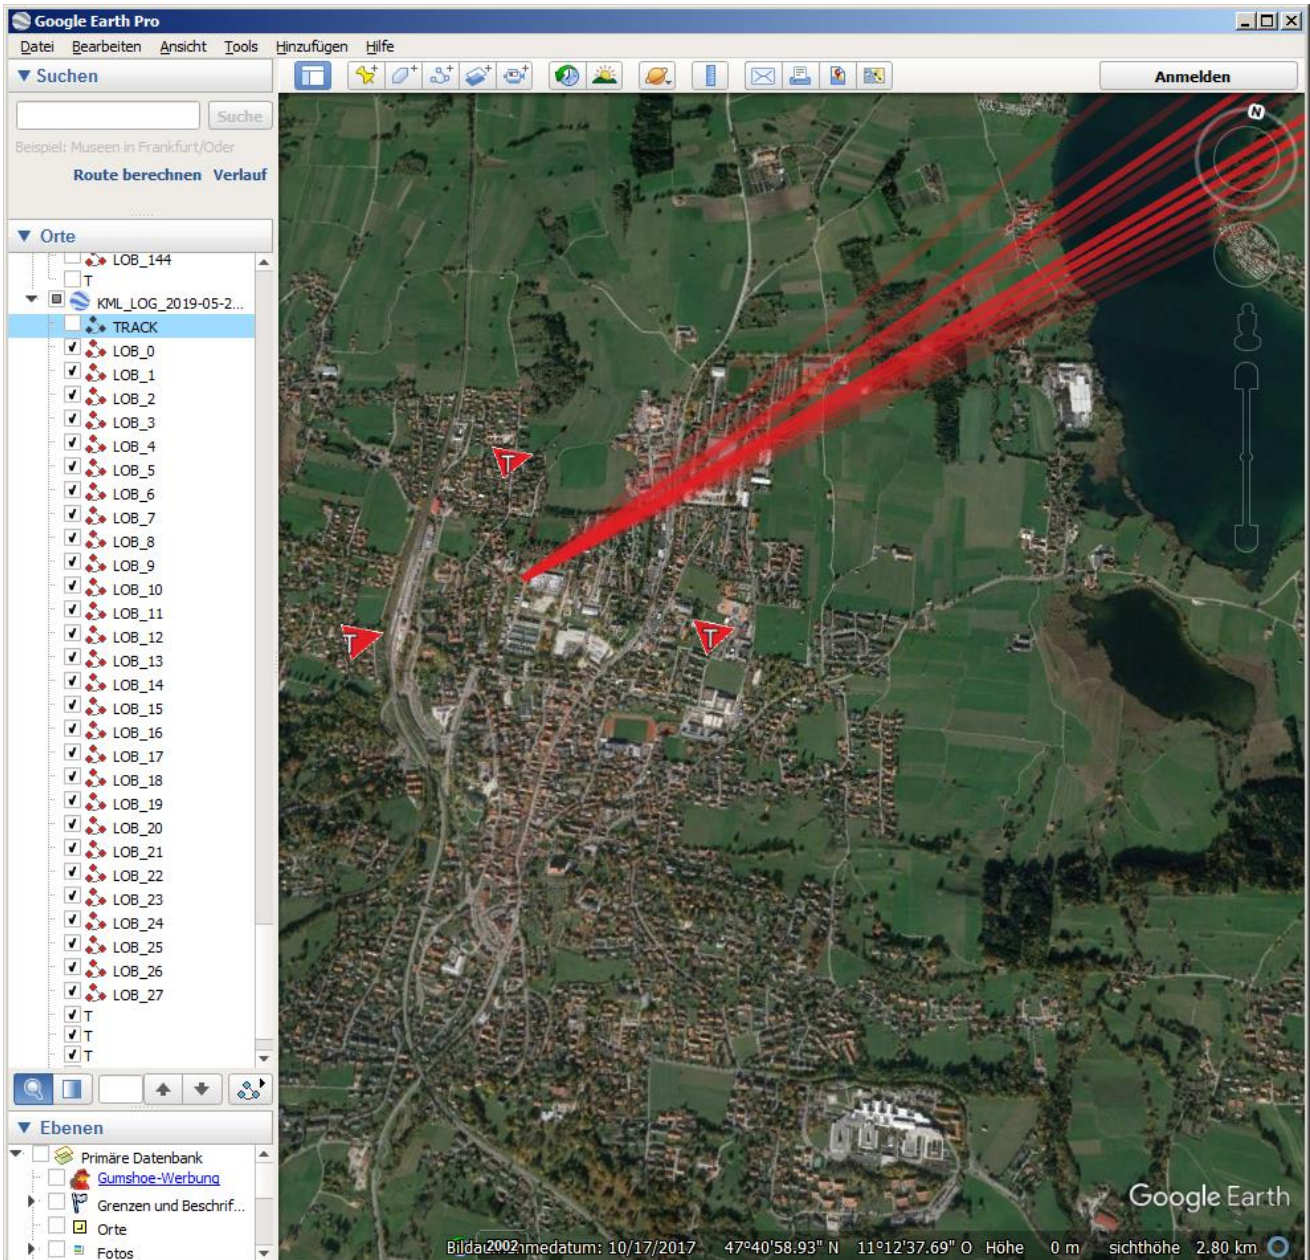 Google Earth Pro
Datei Bearbeiten Ansicht Tools Hinzufügen Hilfe
Suchen
Anmelden
Suche
Beispiel: Museen in Frankfurt/Oder
Route berechnen Verlauf
N
Orte
LOB_144
T
KML_LOG_2019-05-2...
TRACK
LOB_0
LOB_1
LOB_2
LOB_3
LOB_4
LOB_5
LOB_6
LOB_7
LOB_8
LOB_9
LOB_10
LOB_11
LOB_12
LOB_13
LOB_14
LOB_15
LOB_16
LOB_17
LOB_18
LOB_19
LOB_20
LOB_21
LOB_22
LOB_23
LOB_24
LOB_25
LOB_26
LOB_27
T
T
T
T
T
T
Ebenen
Primäre Datenbank
Gumshoe-Werbung
Grenzen und Beschrif...
Orte
Fotos
Google Earth
2002
10/17/2017 47°40'58.93" N 11°12'37.69" O Höhe 0 m sichthöhe 2.80 km